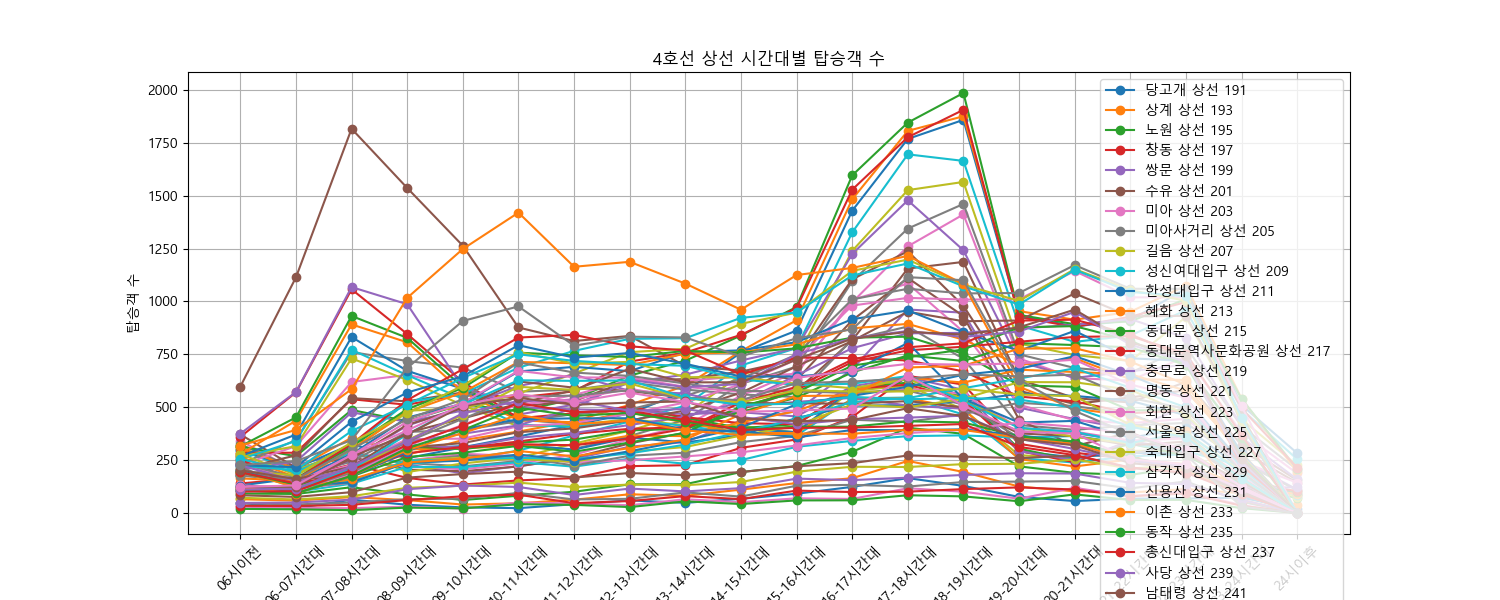 4호선 상선 시간대별 탑승객 수
탑승객 수
2000
1750
1500
1250
1000
750
500
250
0
06시이전
06-07시간대
07-08시간대
08-09시간대
09-10시간대
10-11시간대
11-12시간대
12-13시간대
13-14시간대
14-15시간대
15-16시간대
16-17시간대
17-18시간대
18-19시간대
19-20시간대
20-21시간대
24시이후
당고개 상선 191
상계 상선 193
노원 상선 195
창동 상선 197
쌍문 상선 199
수유 상선 201
미아 상선 203
미아사거리 상선 205
길음 상선 207
성신여대입구 상선 209
한성대입구 상선 211
혜화 상선 213
동대문 상선 215
동대문역사문화공원 상선 217
충무로 상선 219
명동 상선 221
회현 상선 223
서울역 상선 225
숙대입구 상선 227
삼각지 상선 229
신용산 상선 231
이촌 상선 233
동작 상선 235
총신대입구 상선 237
사당 상선 239
남태령 상선 241